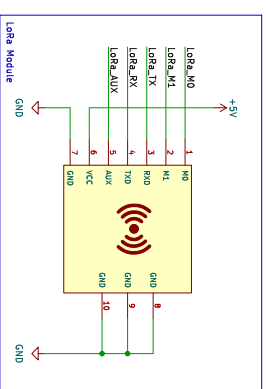 LoRa Module
+5V
GND
LoRa_M0
LoRa_M1
LoRa_TX
LoRa_RX
LoRa_AUX
1
2
3
4
5
6
7
M0
M1
RXD
TXD
AUX
VCC
GND
GND
GND
GND
8
9
10
GND